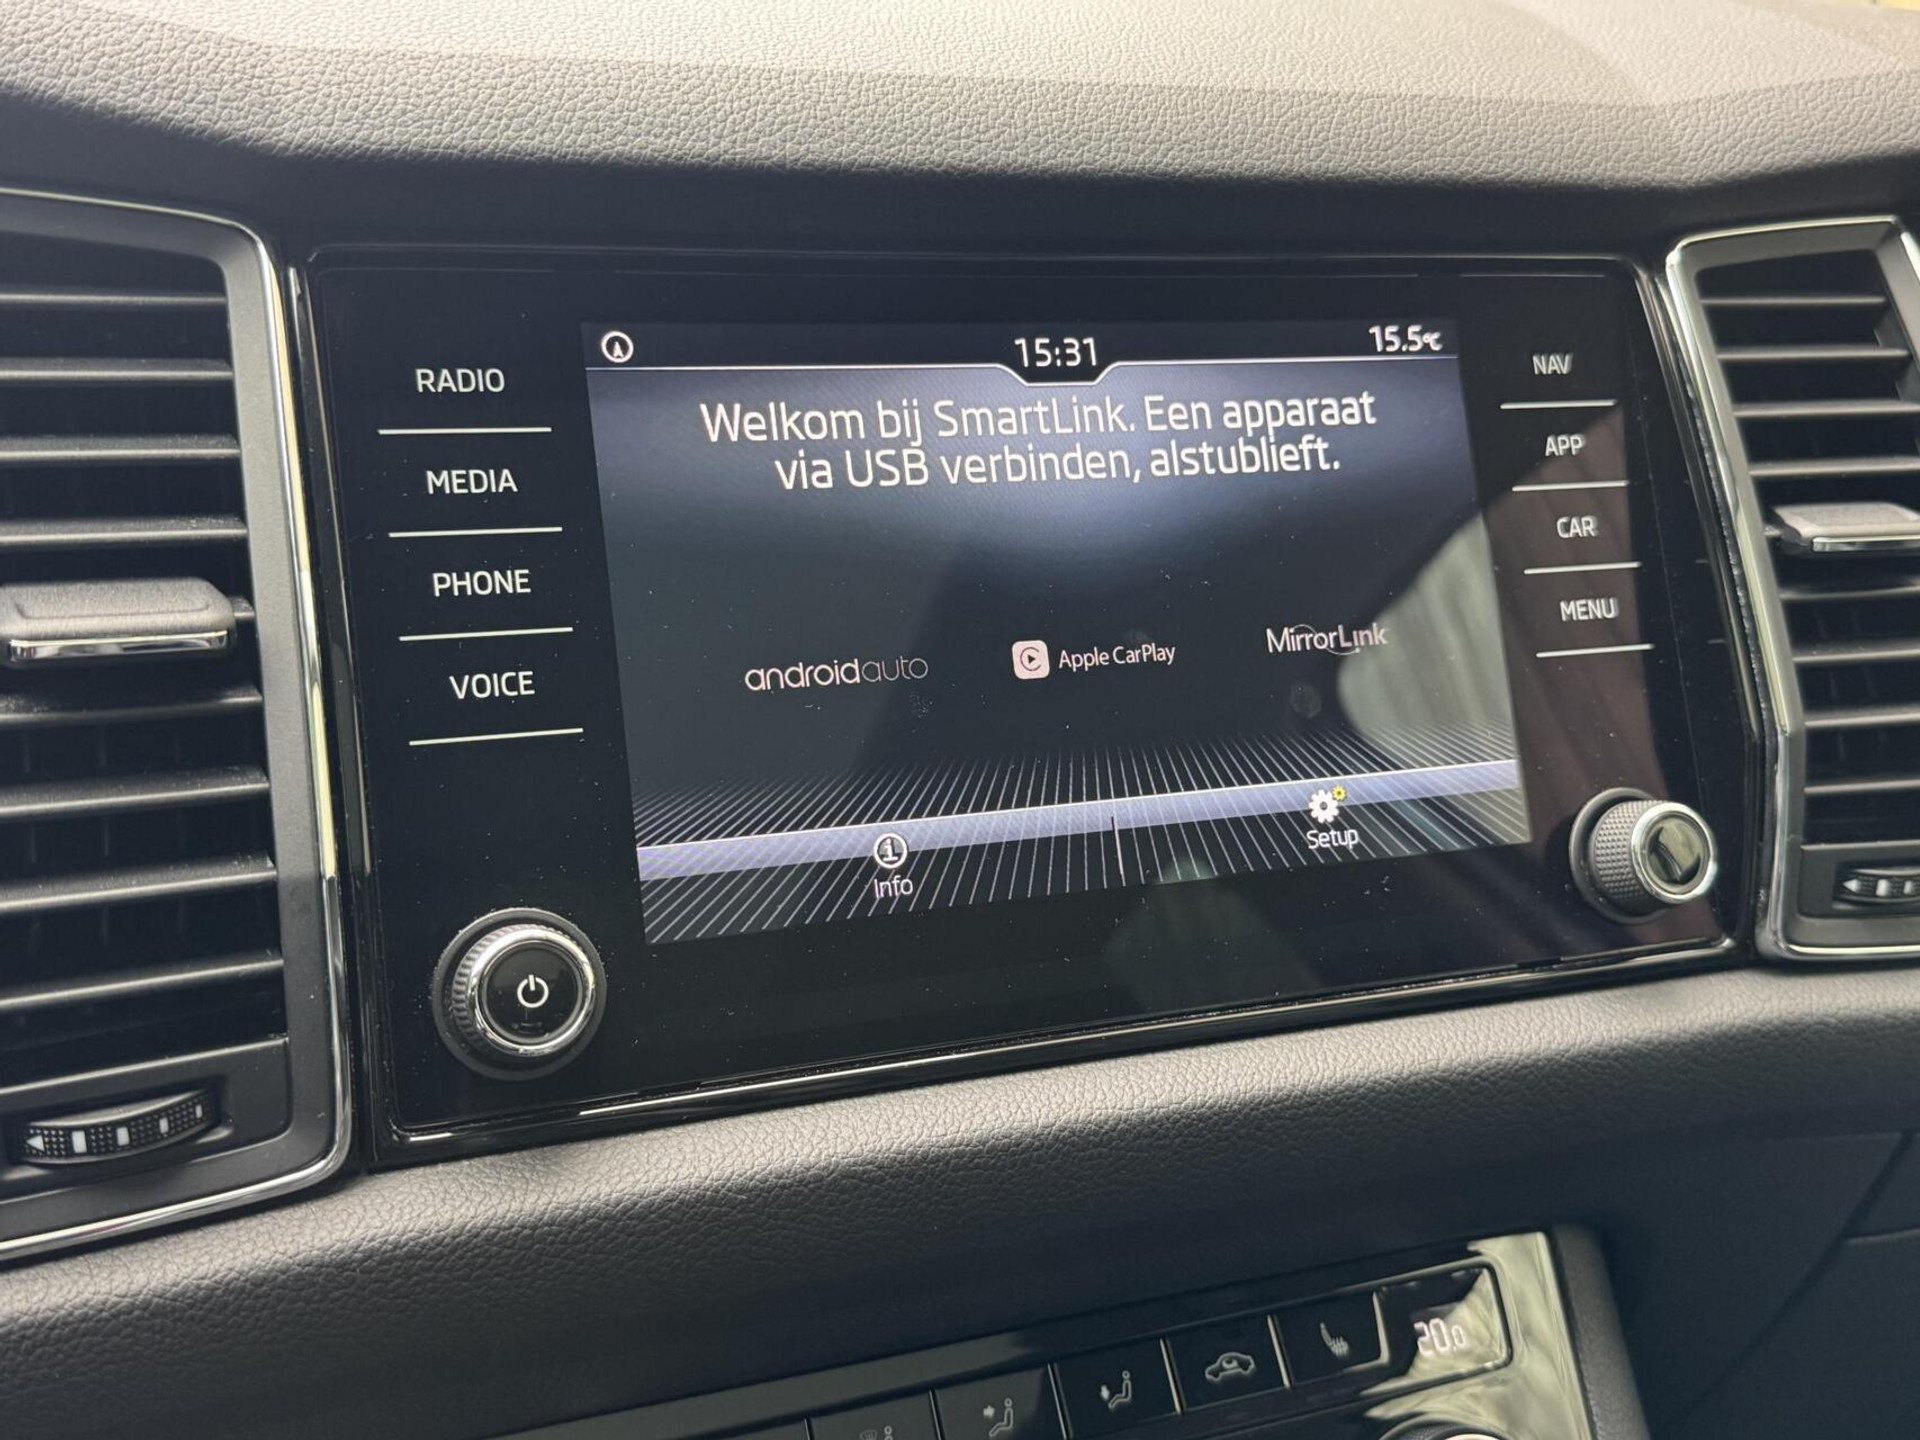 15:31
15.5°C
RADIO
MEDIA
PHONE
VOICE
Welkom bij SmartLink. Een apparaat
via USB verbinden, alstublieft.
androidauto
Apple CarPlay
MirrorLink
Info
Setup
NAV
APP
CAR
MENU
20.0